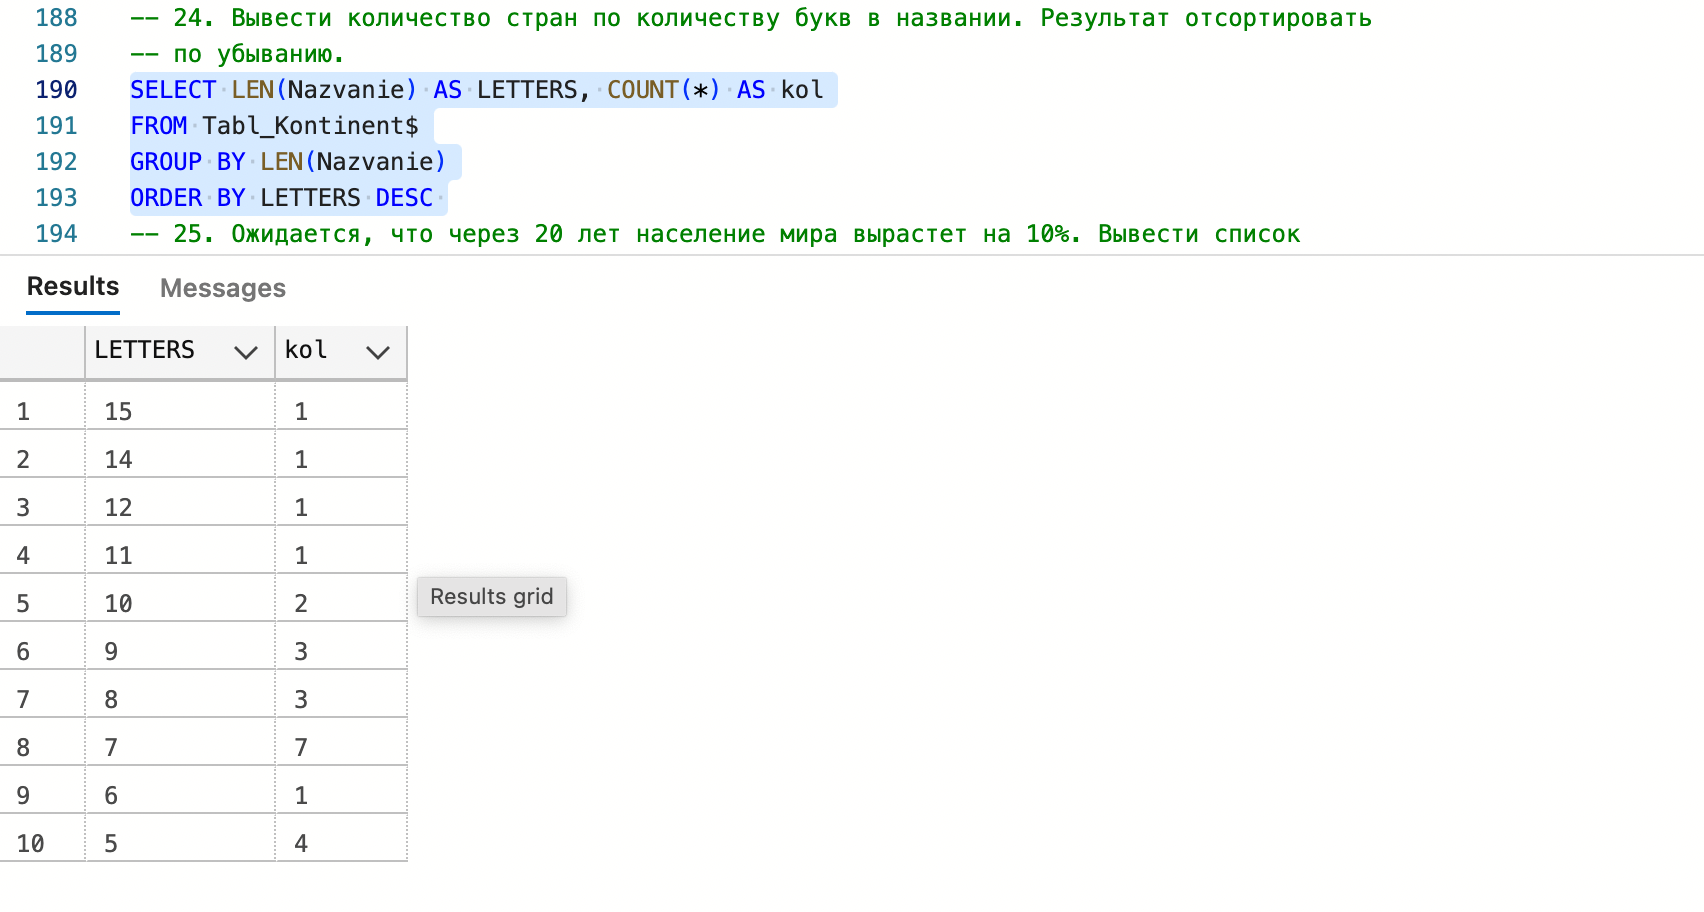 188 -- 24. Вывести количество стран по количеству букв в названии. Результат отсортировать
189 -- по убыванию.
190 SELECT LEN(Nazvanie) AS LETTERS, COUNT(*) AS kol
191 FROM Tabl_Kontinent$
192 GROUP BY LEN(Nazvanie)
193 ORDER BY LETTERS DESC
194 -- 25. Ожидается, что через 20 лет население мира вырастет на 10%. Вывести список
Results Messages
LETTERS kol
1 15 1
2 14 1
3 12 1
4 11 1
5 10 2
Results grid
6 9 3
7 8 3
8 7 7
9 6 1
10 5 4